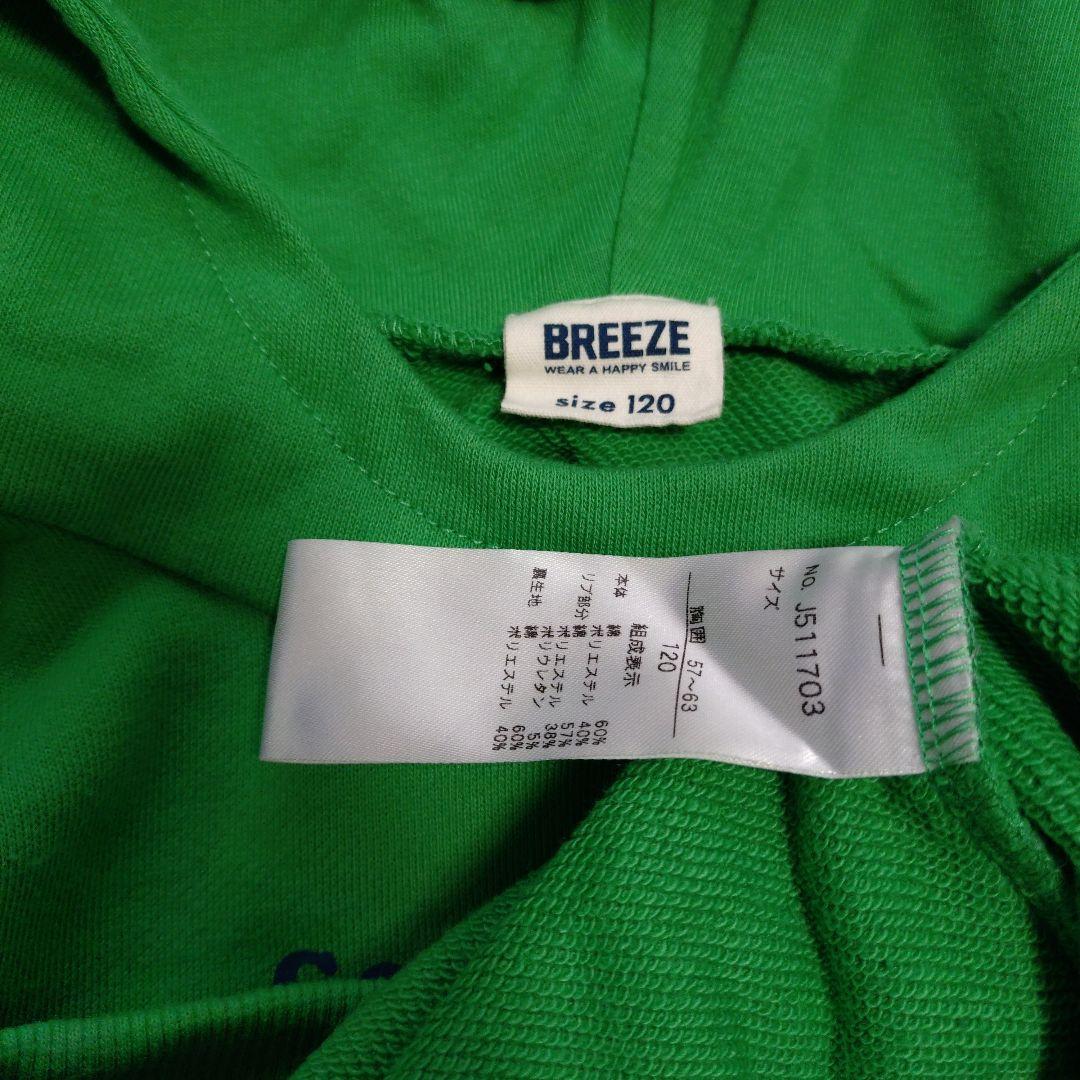 BREEZE
WEAR A HAPPY SMILE
size 120
No. J511703
サイズ
胸囲 57~63
120
組成表示
本体 綿 60%
ポリエステル 40%
リブ部分 綿 57%
ポリエステル 38%
ポリウレタン 5%
裏生地 綿 60%
ポリエステル 40%